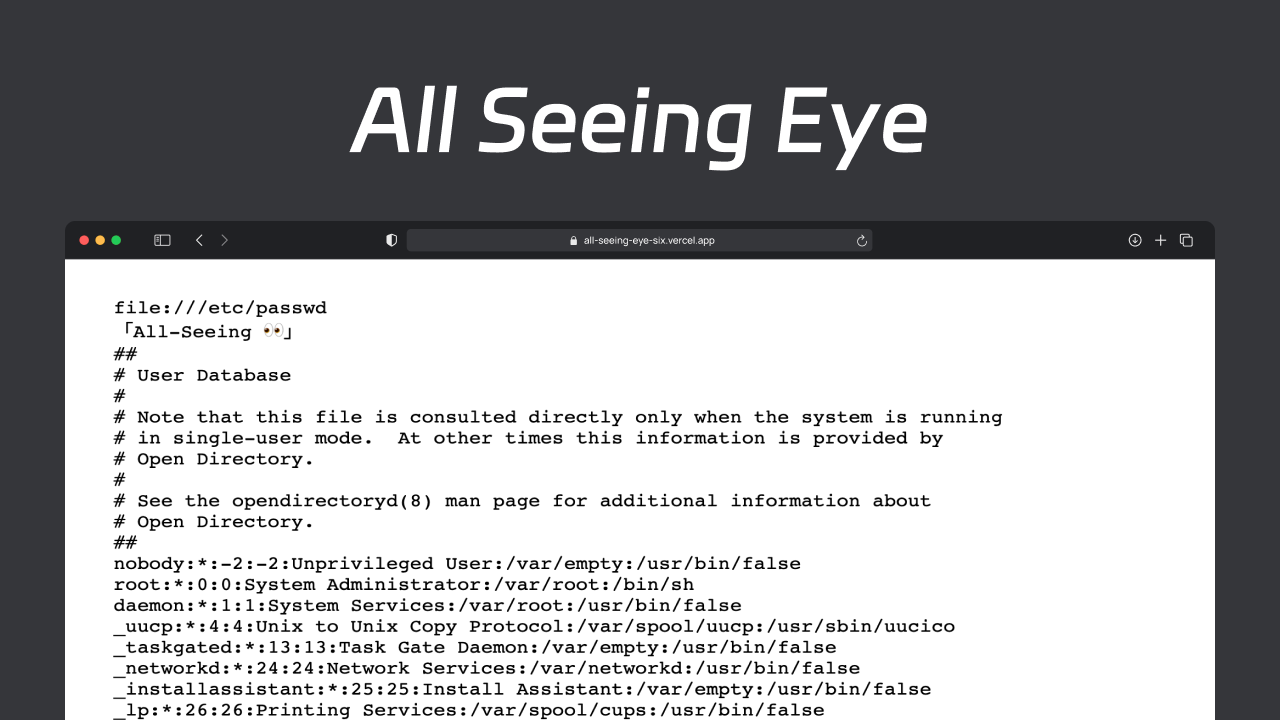 All Seeing Eye
all-seeing-eye-six.vercel.app
file:///etc/passwd
「All-Seeing 👀」
##
# User Database
#
# Note that this file is consulted directly only when the system is running
# in single-user mode.  At other times this information is provided by
# Open Directory.
#
# See the opendirectoryd(8) man page for additional information about
# Open Directory.
##
nobody:*:-2:-2:Unprivileged User:/var/empty:/usr/bin/false
root:*:0:0:System Administrator:/var/root:/bin/sh
daemon:*:1:1:System Services:/var/root:/usr/bin/false
_uucp:*:4:4:Unix to Unix Copy Protocol:/var/spool/uucp:/usr/sbin/uucico
_taskgated:*:13:13:Task Gate Daemon:/var/empty:/usr/bin/false
_networkd:*:24:24:Network Services:/var/networkd:/usr/bin/false
_installassistant:*:25:25:Install Assistant:/var/empty:/usr/bin/false
_lp:*:26:26:Printing Services:/var/spool/cups:/usr/bin/false